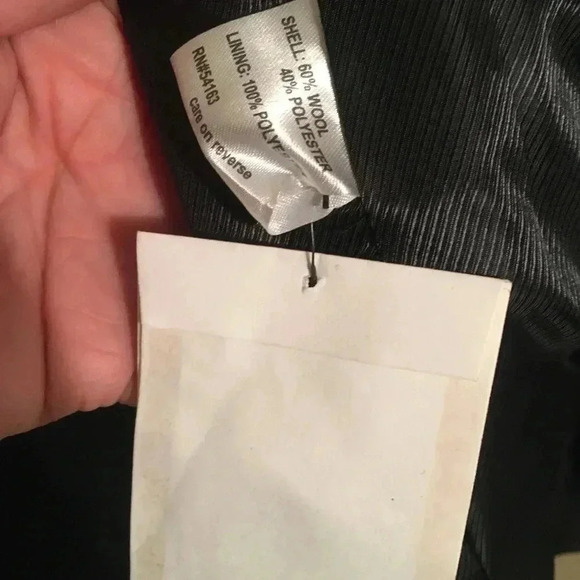 SHELL: 60% WOOL
40% POLYESTER
LINING: 100%
RN#54163
care on reverse